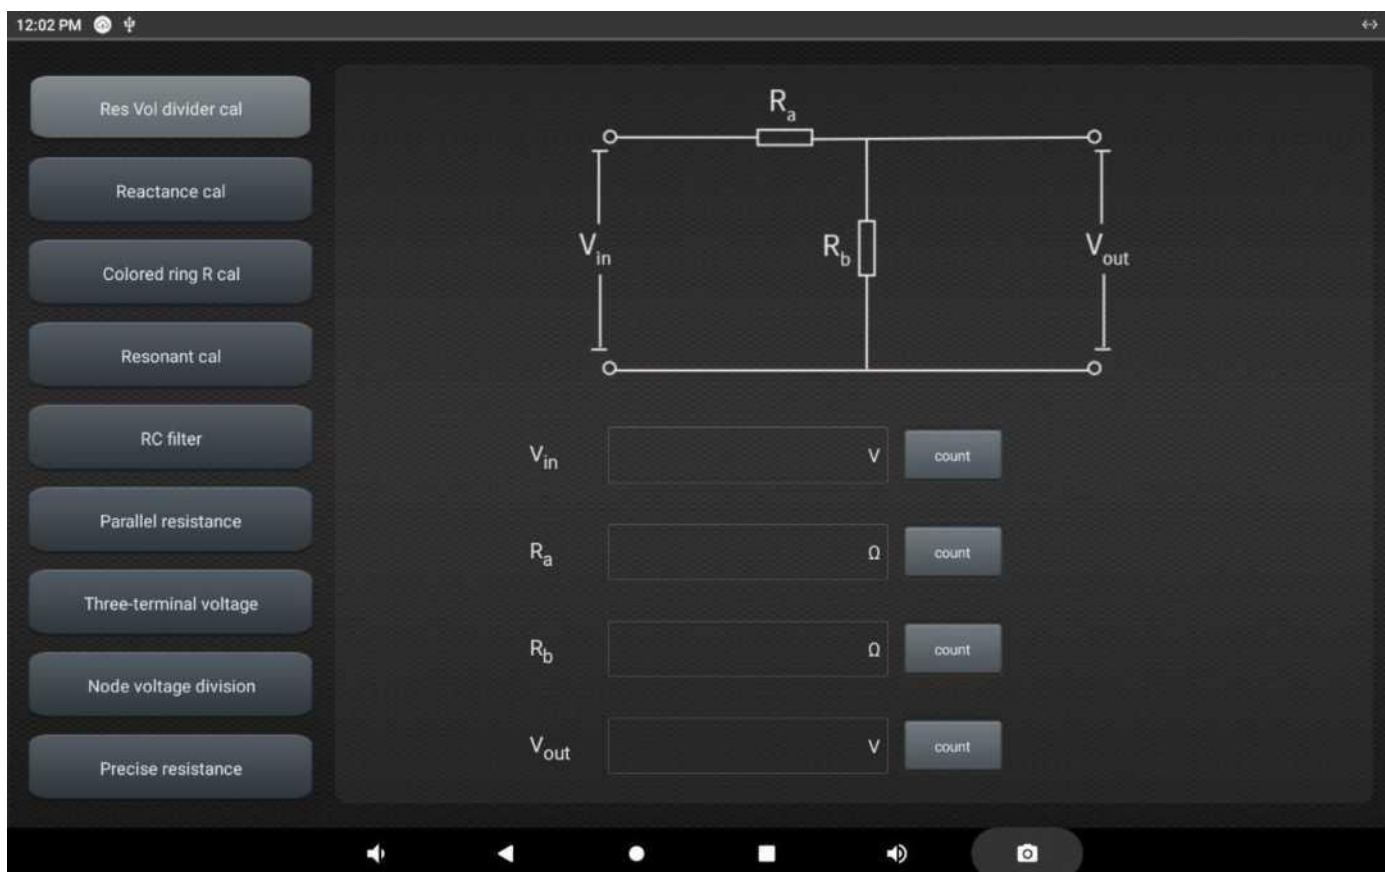 12:02 PM
Res Vol divider cal
Reactance cal
Colored ring R cal
Resonant cal
RC filter
Parallel resistance
Three-terminal voltage
Node voltage division
Precise resistance
Ra
Vin
Rb
Vout
Vin V count
Ra Ω count
Rb Ω count
Vout V count